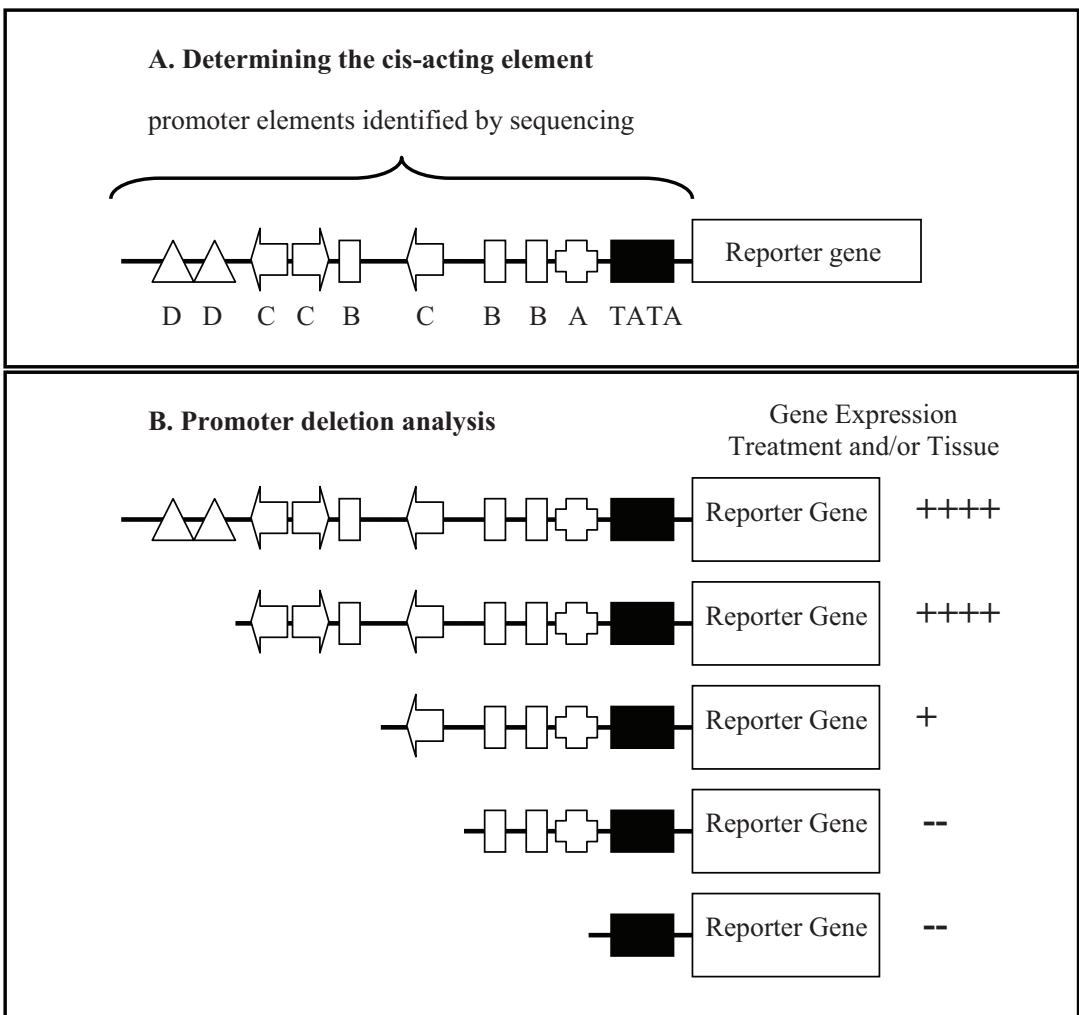 A. Determining the cis-acting element
promoter elements identified by sequencing
Reporter gene
D D C C B C B B A TATA
B. Promoter deletion analysis
Gene Expression
Treatment and/or Tissue
Reporter Gene ++++
Reporter Gene ++++
Reporter Gene +
Reporter Gene --
Reporter Gene --